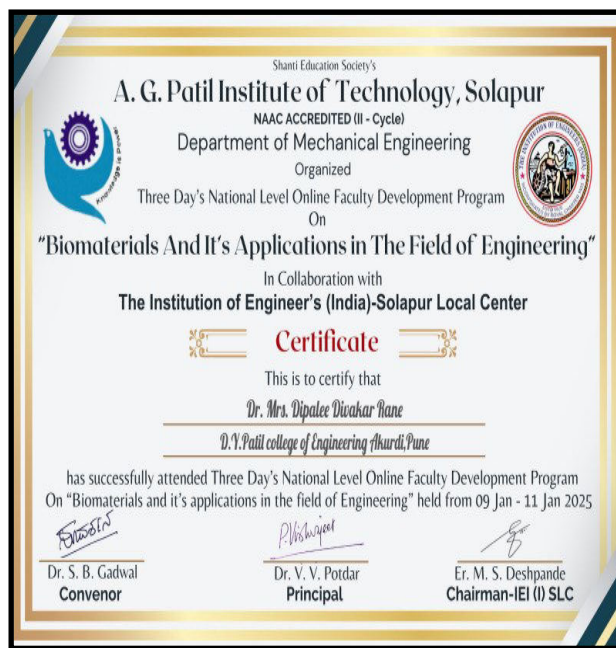 Shanti Education Society's
A. G. Patil Institute of Technology, Solapur
NAAC ACCREDITED (II - Cycle)
Department of Mechanical Engineering
Organized
Three Day's National Level Online Faculty Development Program
On
"Biomaterials And It's Applications in The Field of Engineering"
In Collaboration with
The Institution of Engineer's (India)-Solapur Local Center
Knowledge is Power
Certificate
This is to certify that
Dr. Mrs. Dipalee Divakar Rane
D.Y.Patil college of Engineering Akurdi,Pune
has successfully attended Three Day's National Level Online Faculty Development Program
On "Biomaterials and it's applications in the field of Engineering" held from 09 Jan - 11 Jan 2025
Dr. S. B. Gadwal
Convenor
Dr. V. V. Potdar
Principal
Er. M. S. Deshpande
Chairman-IEI (I) SLC